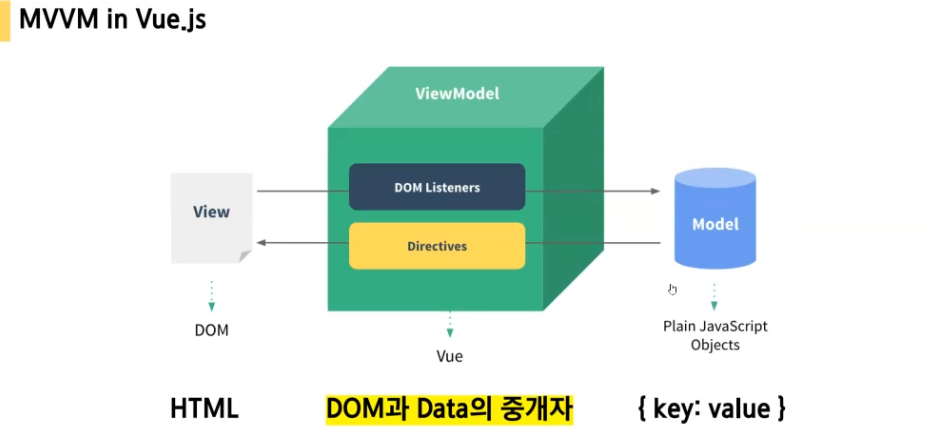 MVVM in Vue.js
ViewModel
DOM Listeners
View
Model
Directives
DOM
Plain JavaScript
Objects
Vue
HTML
DOM과 Data의 중개자
{ key: value }